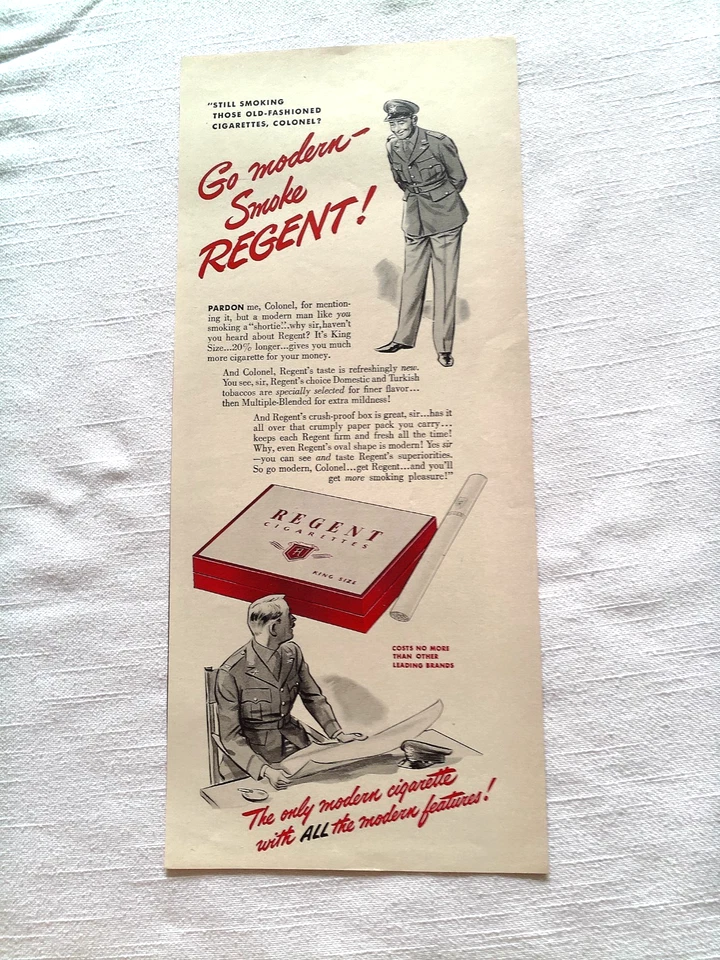 "STILL SMOKING
THOSE OLD-FASHIONED
CIGARETTES, COLONEL?
Go modern—
Smoke
REGENT!
PARDON me, Colonel, for mention-
ing it, but a modern man like you
smoking a "shortie"...why sir, haven't
you heard about Regent? It's King
Size...20% longer...gives you much
more cigarette for your money.
And Colonel, Regent's taste is refreshingly new.
You see, sir, Regent's choice Domestic and Turkish
tobaccos are specially selected for finer flavor...
then Multiple-Blended for extra mildness!
And Regent's crush-proof box is great, sir...has it
all over that crumply paper pack you carry...
keeps each Regent firm and fresh all the time!
Why, even Regent's oval shape is modern! Yes sir
—you can see and taste Regent's superiorities.
So go modern, Colonel...get Regent...and you'll
get more smoking pleasure!"
REGENT
CIGARETTES
KING SIZE
COSTS NO MORE
THAN OTHER
LEADING BRANDS
The only modern cigarette
with ALL the modern features!